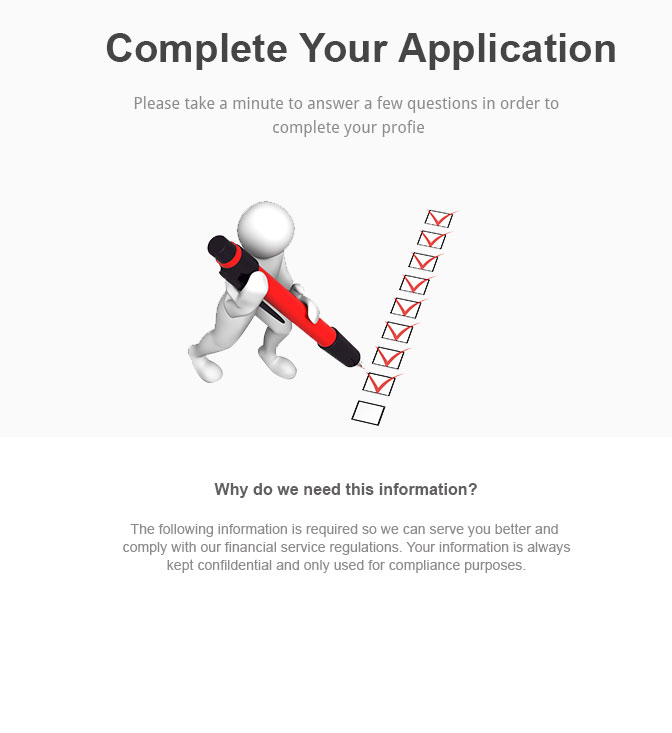 Complete Your Application
Please take a minute to answer a few questions in order to
complete your profie
Why do we need this information?
The following information is required so we can serve you better and
comply with our financial service regulations. Your information is always
kept confildential and only used for compliance purposes.